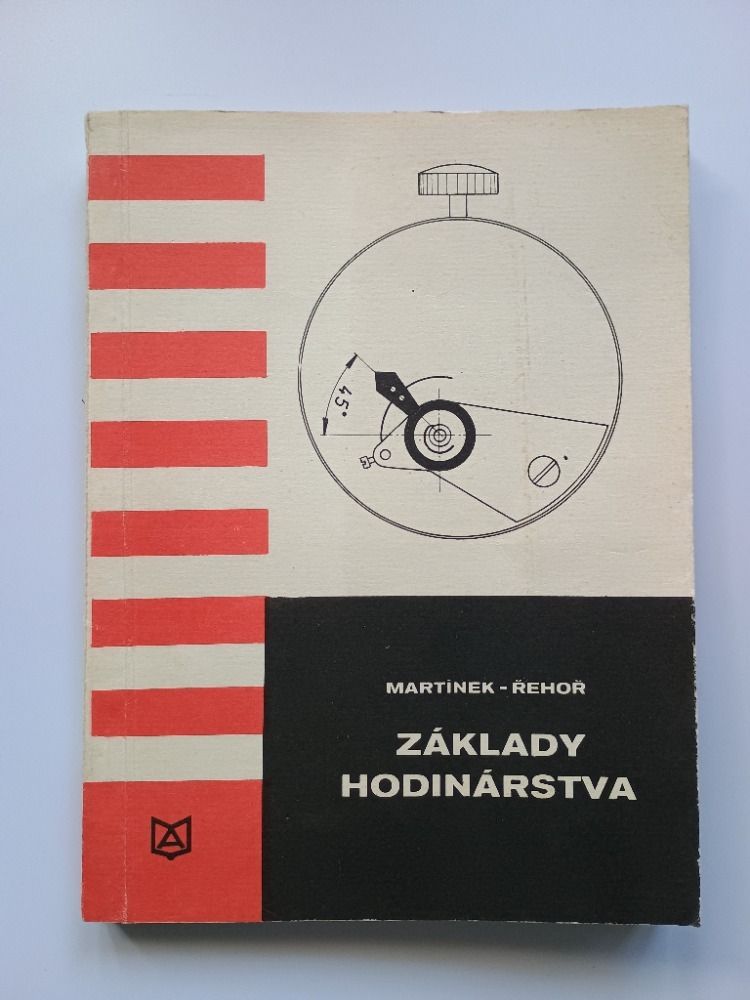 45°
MARTÍNEK - ŘEHOŘ
ZÁKLADY
HODINÁRSTVA